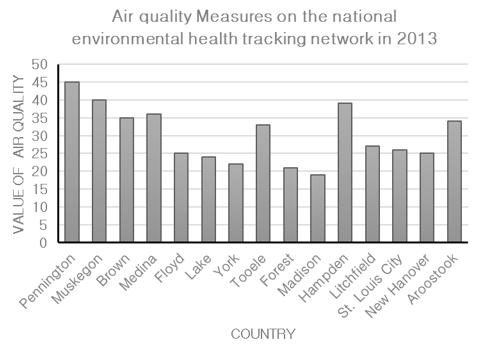 Air quality Measures on the national
environmental health tracking network in 2013
VALUE OF AIR QUALITY
50
45
40
35
30
25
20
15
10
5
0
Pennington
Muskegon
Brown
Medina
Floyd
Lake
York
Tooele
Forest
Madison
Hampden
Litchfield
St. Louis City
New Hanover
Aroostook
COUNTRY